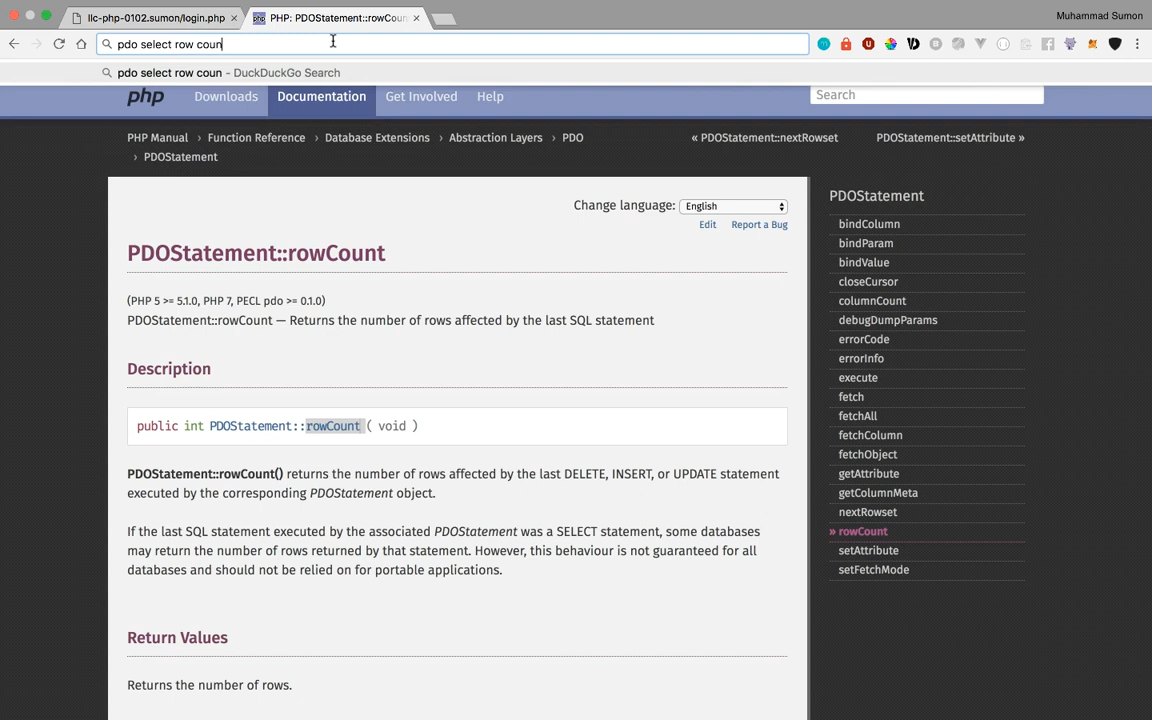 llc-php-0102.sumon/login.php
PHP: PDOStatement::rowCoun
Muhammad Sumon
pdo select row coun
pdo select row coun - DuckDuckGo Search
php
Downloads
Documentation
Get Involved
Help
Search
PHP Manual › Function Reference › Database Extensions › Abstraction Layers › PDO
› PDOStatement
« PDOStatement::nextRowset
PDOStatement::setAttribute »
Change language: English
Edit Report a Bug
PDOStatement::rowCount
(PHP 5 >= 5.1.0, PHP 7, PECL pdo >= 0.1.0)
PDOStatement::rowCount — Returns the number of rows affected by the last SQL statement
Description
public int PDOStatement::rowCount ( void )
PDOStatement::rowCount() returns the number of rows affected by the last DELETE, INSERT, or UPDATE statement
executed by the corresponding PDOStatement object.
If the last SQL statement executed by the associated PDOStatement was a SELECT statement, some databases
may return the number of rows returned by that statement. However, this behaviour is not guaranteed for all
databases and should not be relied on for portable applications.
Return Values
Returns the number of rows.
PDOStatement
bindColumn
bindParam
bindValue
closeCursor
columnCount
debugDumpParams
errorCode
errorInfo
execute
fetch
fetchAll
fetchColumn
fetchObject
getAttribute
getColumnMeta
nextRowset
» rowCount
setAttribute
setFetchMode